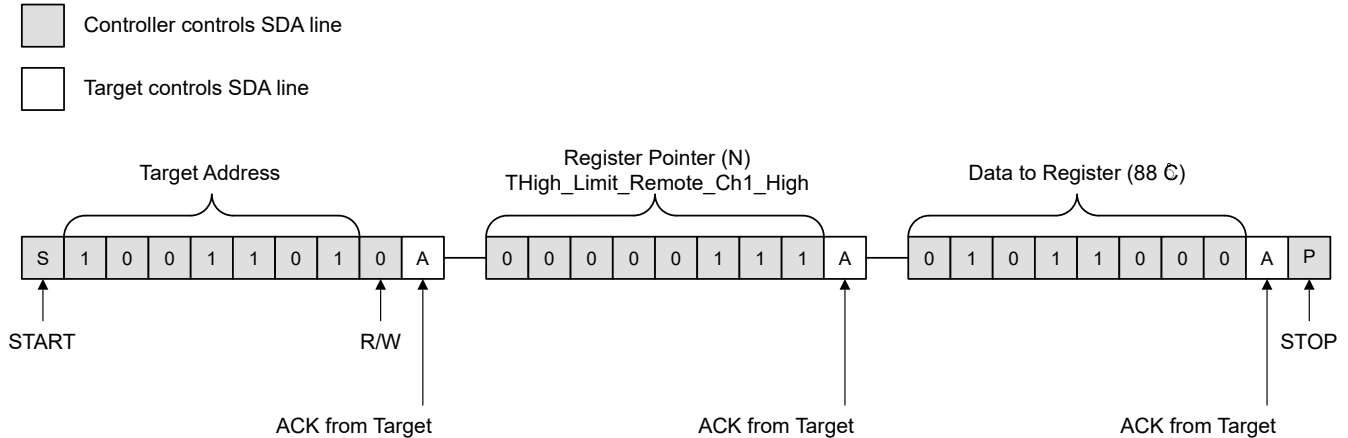 Controller controls SDA line
Target controls SDA line
Target Address
Register Pointer (N)
THigh_Limit_Remote_Ch1_High
Data to Register (88 °C)
S 1 0 0 1 1 0 1 0 A 0 0 0 0 0 1 1 1 A 0 1 0 1 1 0 0 0 A P
START R/W STOP
ACK from Target ACK from Target ACK from Target